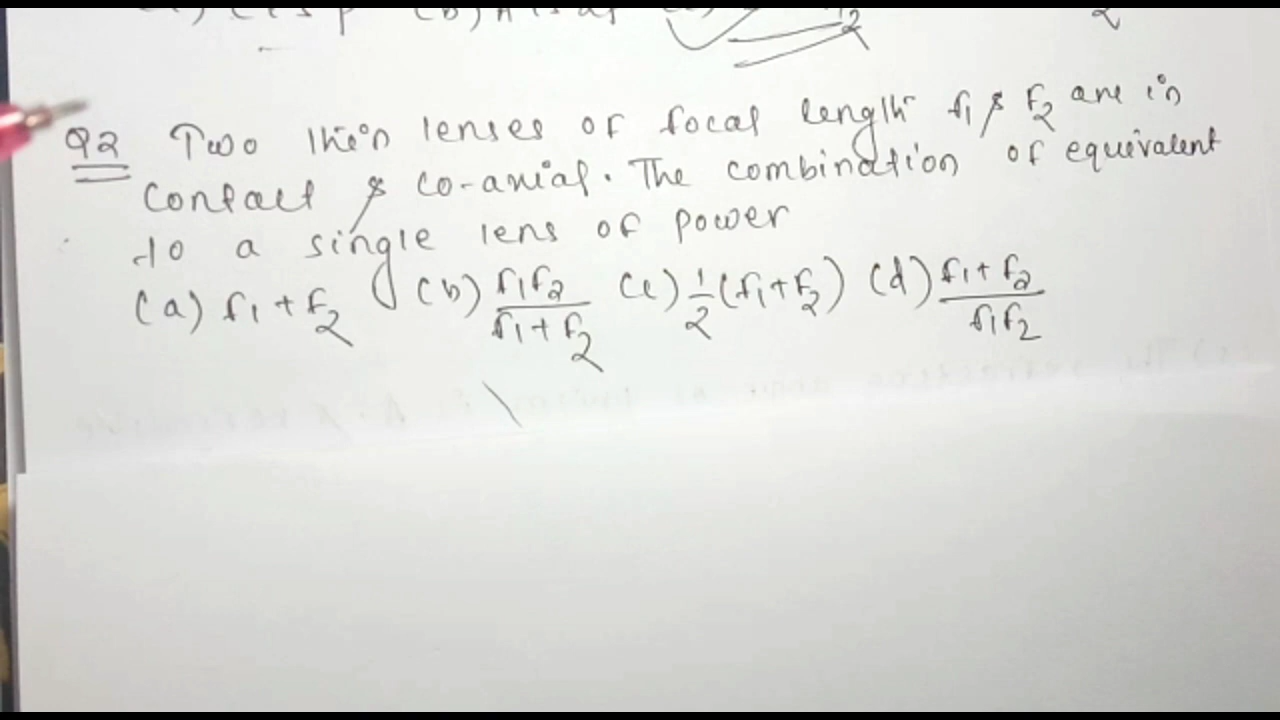 Q2 Two thin lenses of focal length f1 & f2 are in
contact & co-axial. The combination of equivalent
to a single lens of power
(a) f1 + f2 (b) f1f2/f1+f2 (c) 1/2(f1+f2) (d) f1+f2/f1f2